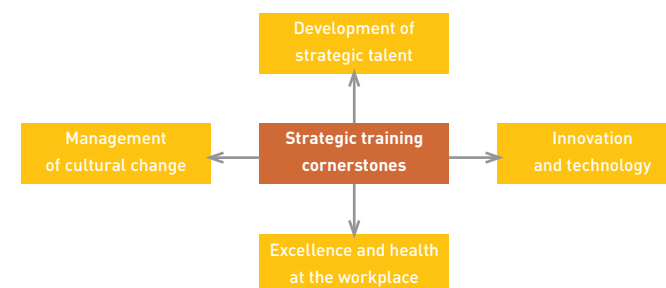 Development of
strategic talent
Management
of cultural change
Strategic training
cornerstones
Innovation
and technology
Excellence and health
at the workplace